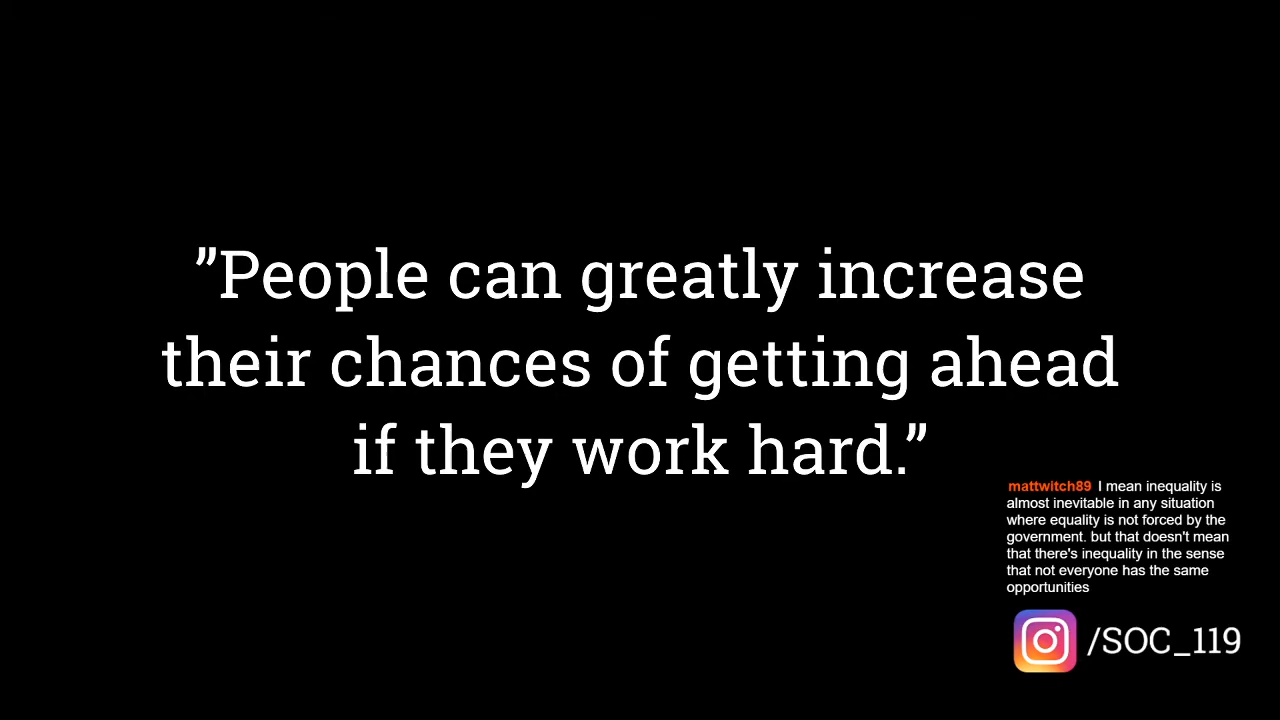 ”People can greatly increase
their chances of getting ahead
if they work hard.”
mattwitch89 I mean inequality is
almost inevitable in any situation
where equality is not forced by the
government. but that doesn't mean
that there's inequality in the sense
that not everyone has the same
opportunities
/SOC_119